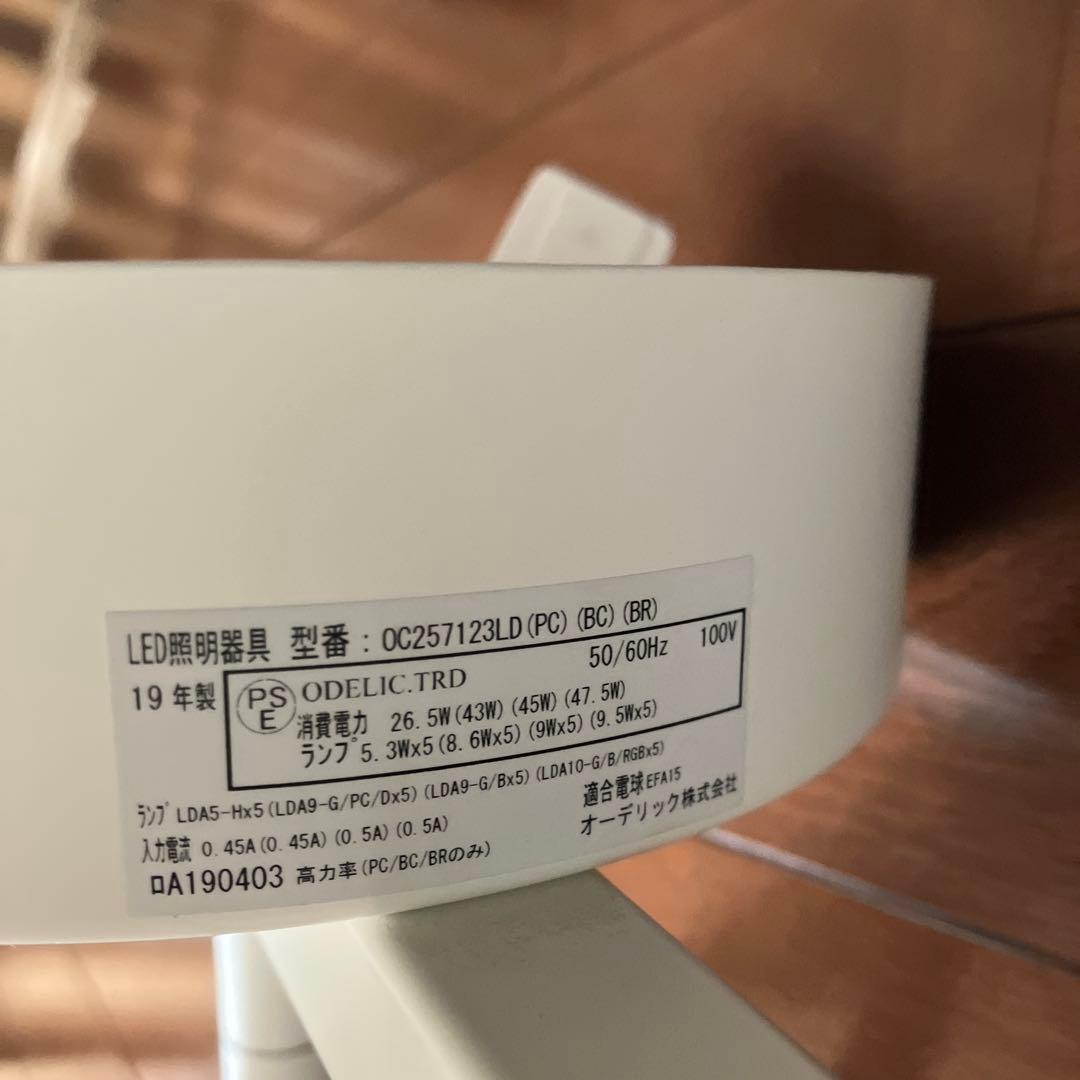 LED照明器具 型番：OC257123LD(PC)(BC)(BR)
19年製 PSE ODELIC.TRD 50/60Hz 100V
消費電力 26.5W(43W)(45W)(47.5W)
ランプ5.3Wx5(8.6Wx5)(9Wx5)(9.5Wx5)
ランプ LDA5-Hx5(LDA9-G/PC/Dx5)(LDA9-G/Bx5)(LDA10-G/B/RGBx5)
入力電流 0.45A(0.45A)(0.5A)(0.5A) 適合電球EFA15
ロA190403 高力率(PC/BC/BRのみ) オーデリック株式会社